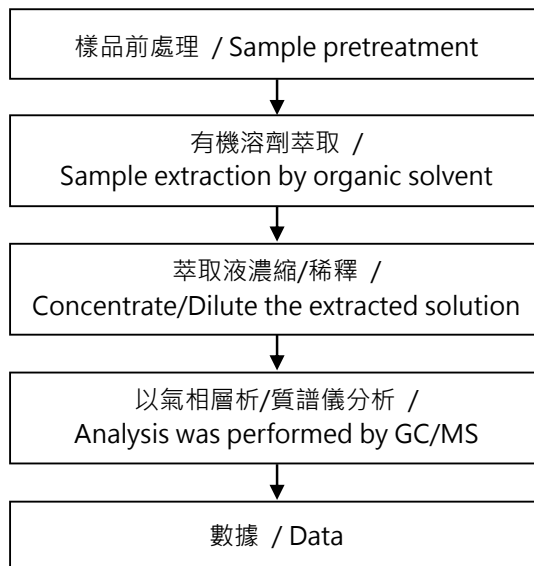 樣品前處理 / Sample pretreatment
有機溶劑萃取 /
Sample extraction by organic solvent
萃取液濃縮/稀釋 /
Concentrate/Dilute the extracted solution
以氣相層析/質譜儀分析 /
Analysis was performed by GC/MS
數據 / Data